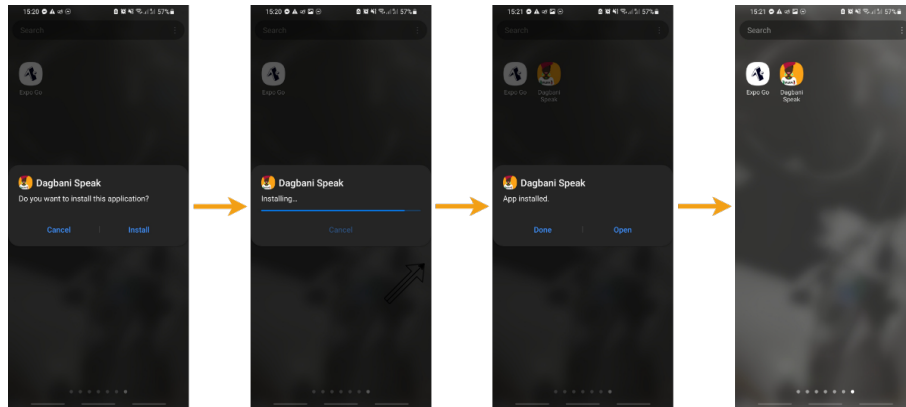 15:20
57%
Search
Expo Go
Dagbani Speak
Do you want to install this application?
Cancel
Install
15:20
57%
Search
Expo Go
Dagbani Speak
Installing...
Cancel
15:21
57%
Search
Expo Go
Dagbani
Speak
Dagbani Speak
App installed.
Done
Open
15:21
57%
Search
Expo Go
Dagbani
Speak